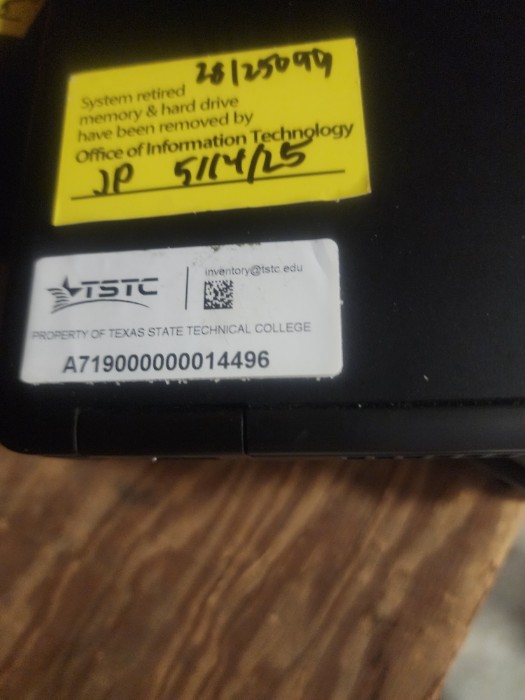 28125099
System retired
memory & hard drive
have been removed by
Office of Information Technology
JP 5/14/25
TSTC
inventory@tstc.edu
PROPERTY OF TEXAS STATE TECHNICAL COLLEGE
A719000000014496